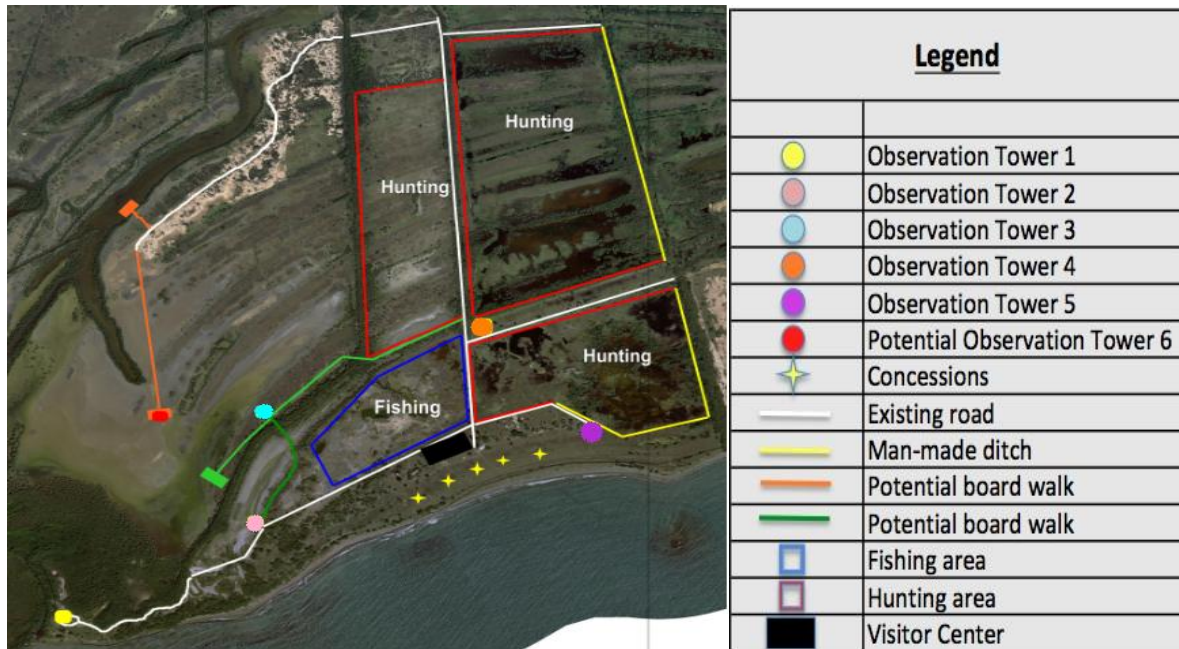 Hunting
Hunting
Fishing
Hunting
Legend
Observation Tower 1
Observation Tower 2
Observation Tower 3
Observation Tower 4
Observation Tower 5
Potential Observation Tower 6
Concessions
Existing road
Man-made ditch
Potential board walk
Potential board walk
Fishing area
Hunting area
Visitor Center